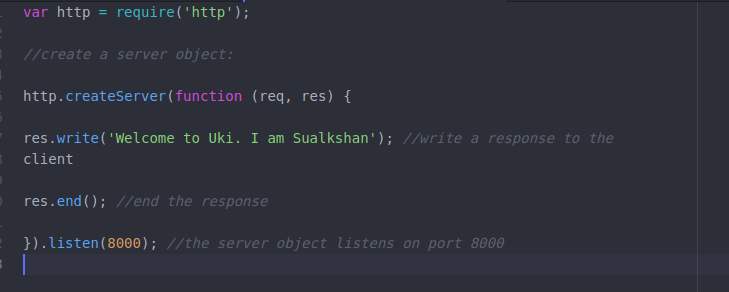 var http = require('http');
//create a server object:
http.createServer(function (req, res) {
res.write('Welcome to Uki. I am Sualkshan'); //write a response to the
client
res.end(); //end the response
}).listen(8000); //the server object listens on port 8000